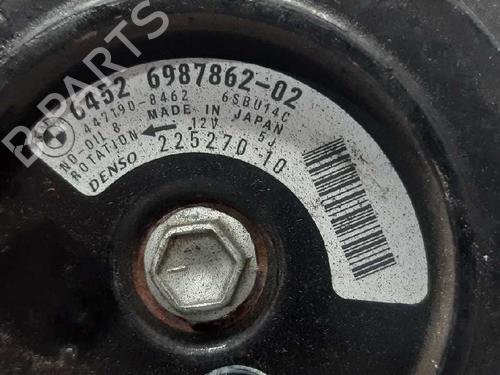 6452 6987862-02
447190-8462 6SBU14C
NO. OIL 8 MADE IN JAPAN
ROTATION 12V 5J
DENSO 225270 10
B-PARTS